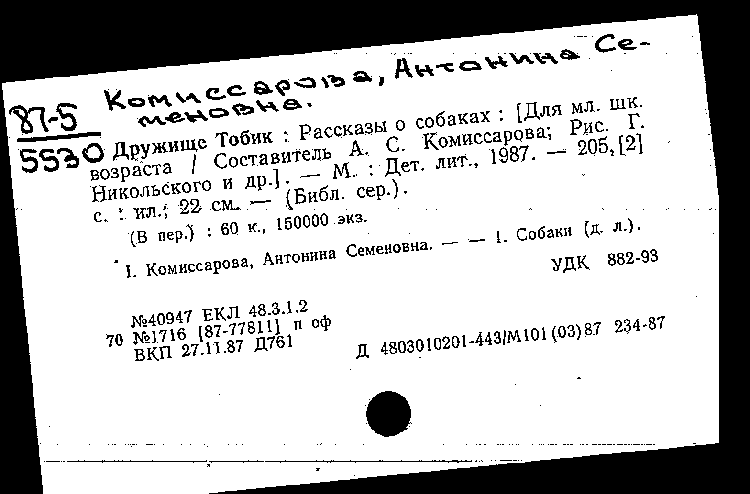 Комиссарова, Антонина Се-
меновна.
87-5
5530
Дружище Тобик : Рассказы о собаках : [Для мл. шк.
возраста / Составитель А. С. Комиссарова; Рис. Г.
Никольского и др.]. — М. : Дет. лит., 1987. — 205,[2]
с. : ил.; 22 см. — (Библ. сер.).
(В пер.) : 60 к., 150000 экз.
I. Комиссарова, Антонина Семеновна. — — 1. Собаки (д. л.).
УДК 882-93
№40947 ЕКЛ 48.3.1.2
70 №1716 [87-77811] п оф
ВКП 27.11.87 Д761
Д 4803010201-443/М101(03)87 234-87